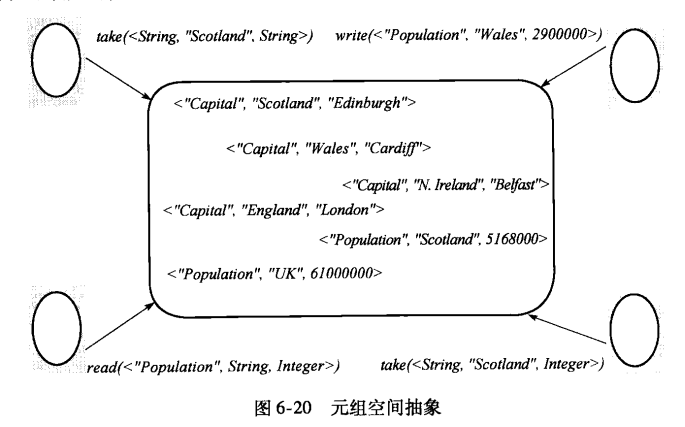 take(<String, "Scotland", String>) write(<"Population", "Wales", 2900000>)
<"Capital", "Scotland", "Edinburgh">
<"Capital", "Wales", "Cardiff">
<"Capital", "N. Ireland", "Belfast">
<"Capital", "England", "London">
<"Population", "Scotland", 5168000>
<"Population", "UK", 61000000>
read(<"Population", String, Integer>) take(<String, "Scotland", Integer>)
图 6-20 元组空间抽象